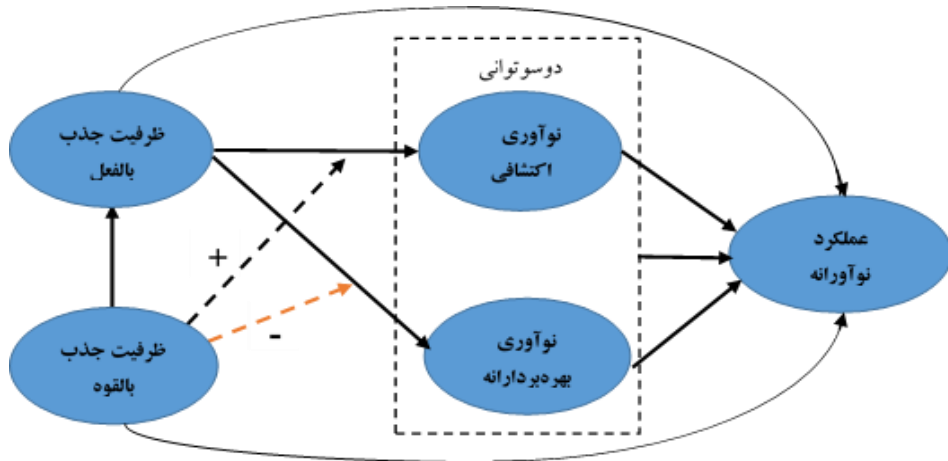 دوسوتوانی
ظرفیت جذب
بالفعل
نوآوری
اکتشافی
عملکرد
نوآورانه
+
-
ظرفیت جذب
بالقوه
نوآوری
بهره‌بردارانه